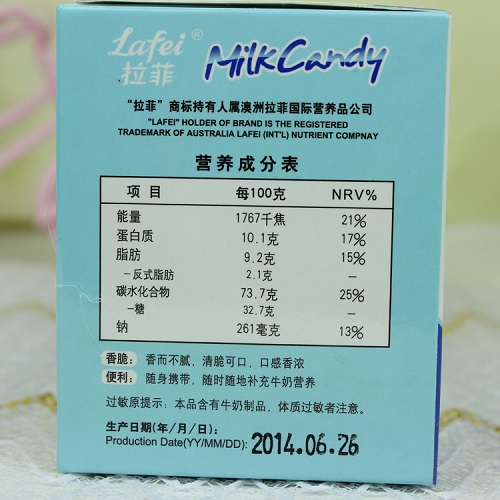 Lafei®
拉菲
MilkCandy
“拉菲”商标持有人属澳洲拉菲国际营养品公司
"LAFEI" HOLDER OF BRAND IS THE REGISTERED
TRADEMARK OF AUSTRALIA LAFEI (INT'L) NUTRIENT COMPNAY
营养成分表
项目 每100克 NRV%
能量 1767千焦 21%
蛋白质 10.1克 17%
脂肪 9.2克 15%
–反式脂肪 2.1克 –
碳水化合物 73.7克 25%
–糖 32.7克 –
钠 261毫克 13%
香脆: 香而不腻，清脆可口，口感香浓
便利: 随身携带，随时随地补充牛奶营养
过敏原提示：本品含有牛奶制品，体质过敏者注意。
生产日期(年/月/日):
Production Date(YY/MM/DD): 2014.06.26